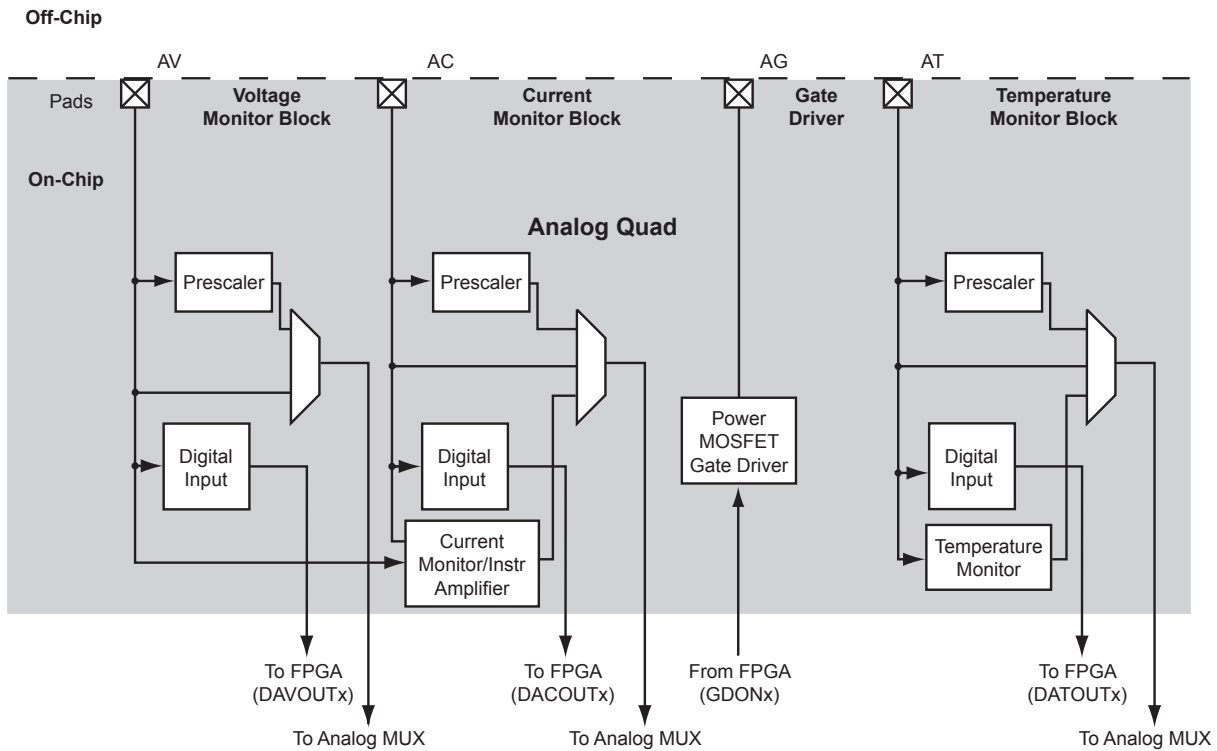 Off-Chip
AV
AC
AG
AT
Pads
Voltage
Monitor Block
Current
Monitor Block
Gate
Driver
Temperature
Monitor Block
On-Chip
Analog Quad
Prescaler
Prescaler
Prescaler
Power
MOSFET
Gate Driver
Digital
Input
Digital
Input
Digital
Input
Current
Monitor/Instr
Amplifier
Temperature
Monitor
To FPGA
(DAVOUTx)
To FPGA
(DACOUTx)
From FPGA
(GDONx)
To FPGA
(DATOUTx)
To Analog MUX
To Analog MUX
To Analog MUX